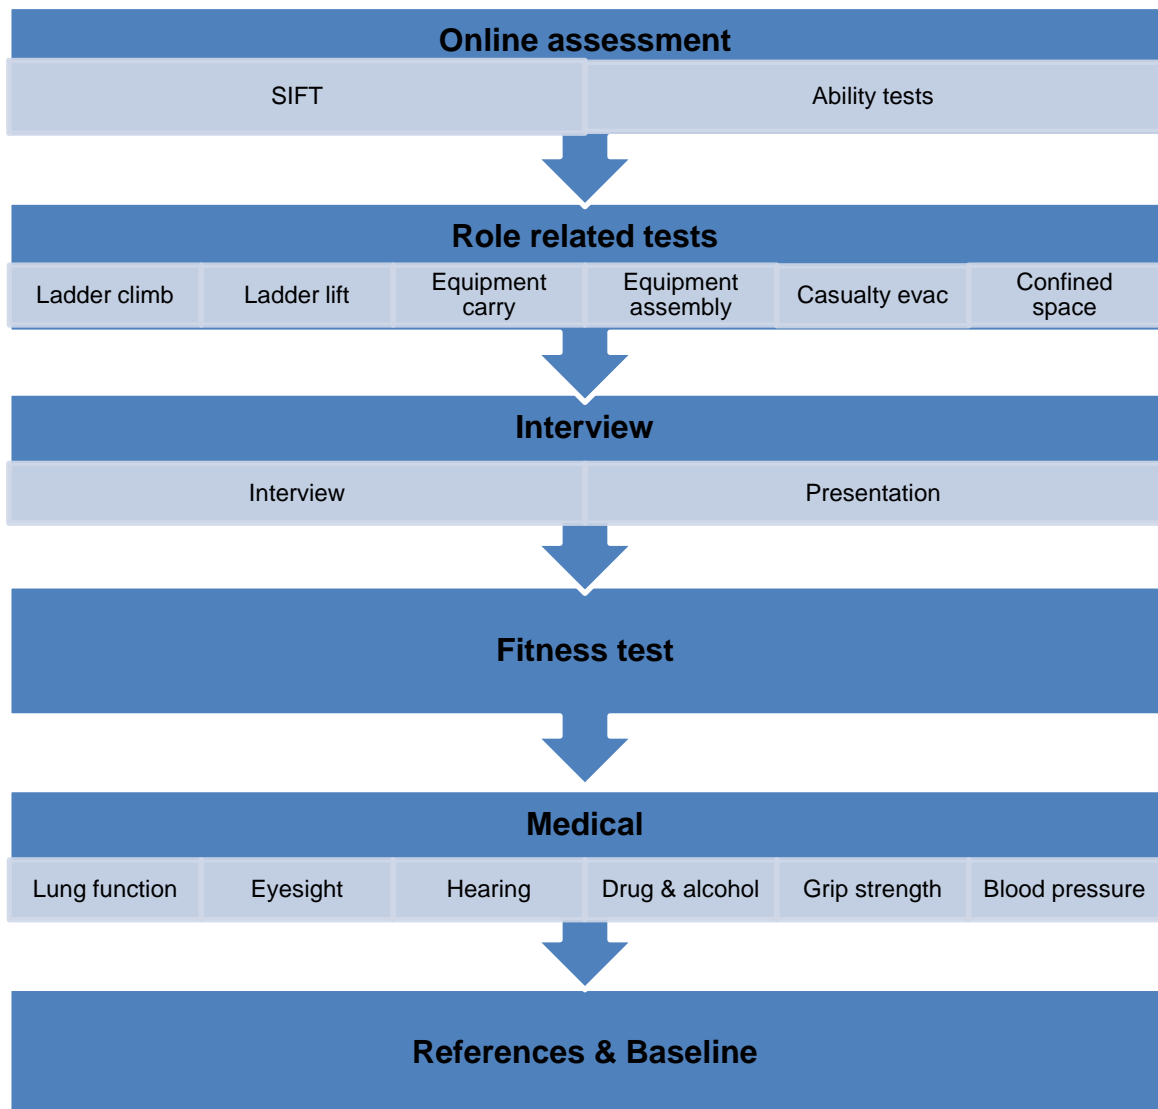 Online assessment
SIFT
Ability tests
Role related tests
Ladder climb
Ladder lift
Equipment
carry
Equipment
assembly
Casualty evac
Confined
space
Interview
Interview
Presentation
Fitness test
Medical
Lung function
Eyesight
Hearing
Drug & alcohol
Grip strength
Blood pressure
References & Baseline